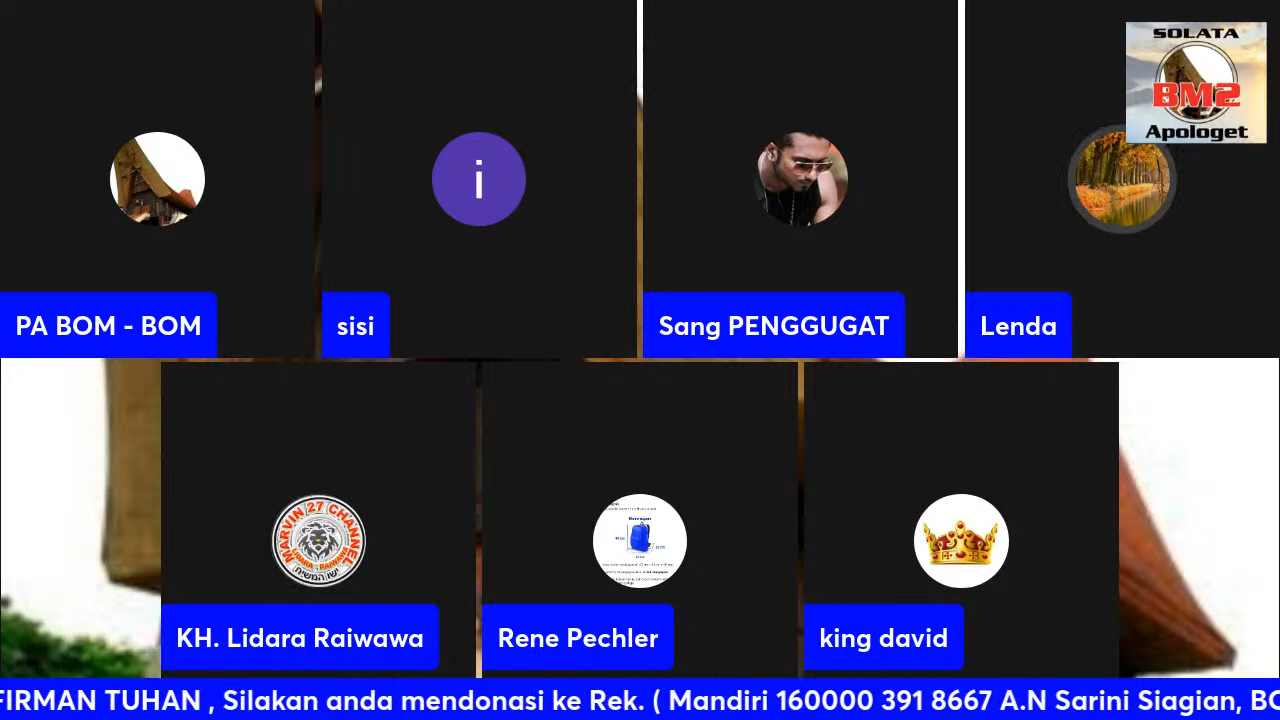 SOLATA
BM2
Apologet
i
PA BOM - BOM
sisi
Sang PENGGUGAT
Lenda
MARVIN 27 CHANNEL
KH. Lidara Raiwawa
Rene Pechler
king david
FIRMAN TUHAN , Silakan anda mendonasi ke Rek. ( Mandiri 160000 391 8667 A.N Sarini Siagian, BC